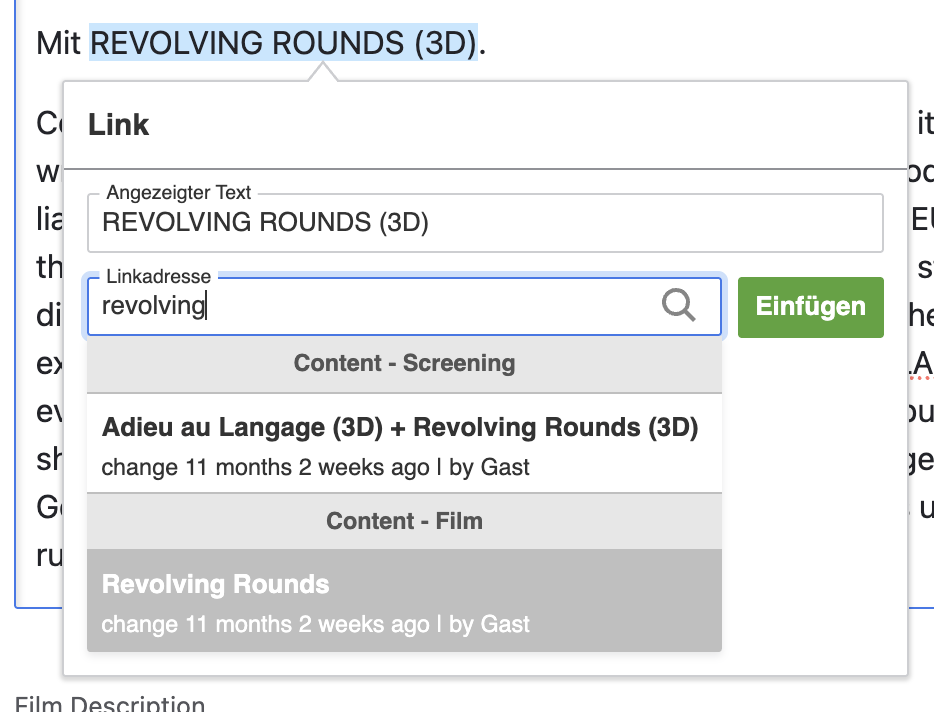 Mit REVOLVING ROUNDS (3D).
Link
Angezeigter Text
REVOLVING ROUNDS (3D)
Linkadresse
revolving
Einfügen
Content - Screening
Adieu au Langage (3D) + Revolving Rounds (3D)
change 11 months 2 weeks ago | by Gast
Content - Film
Revolving Rounds
change 11 months 2 weeks ago | by Gast
Film Description